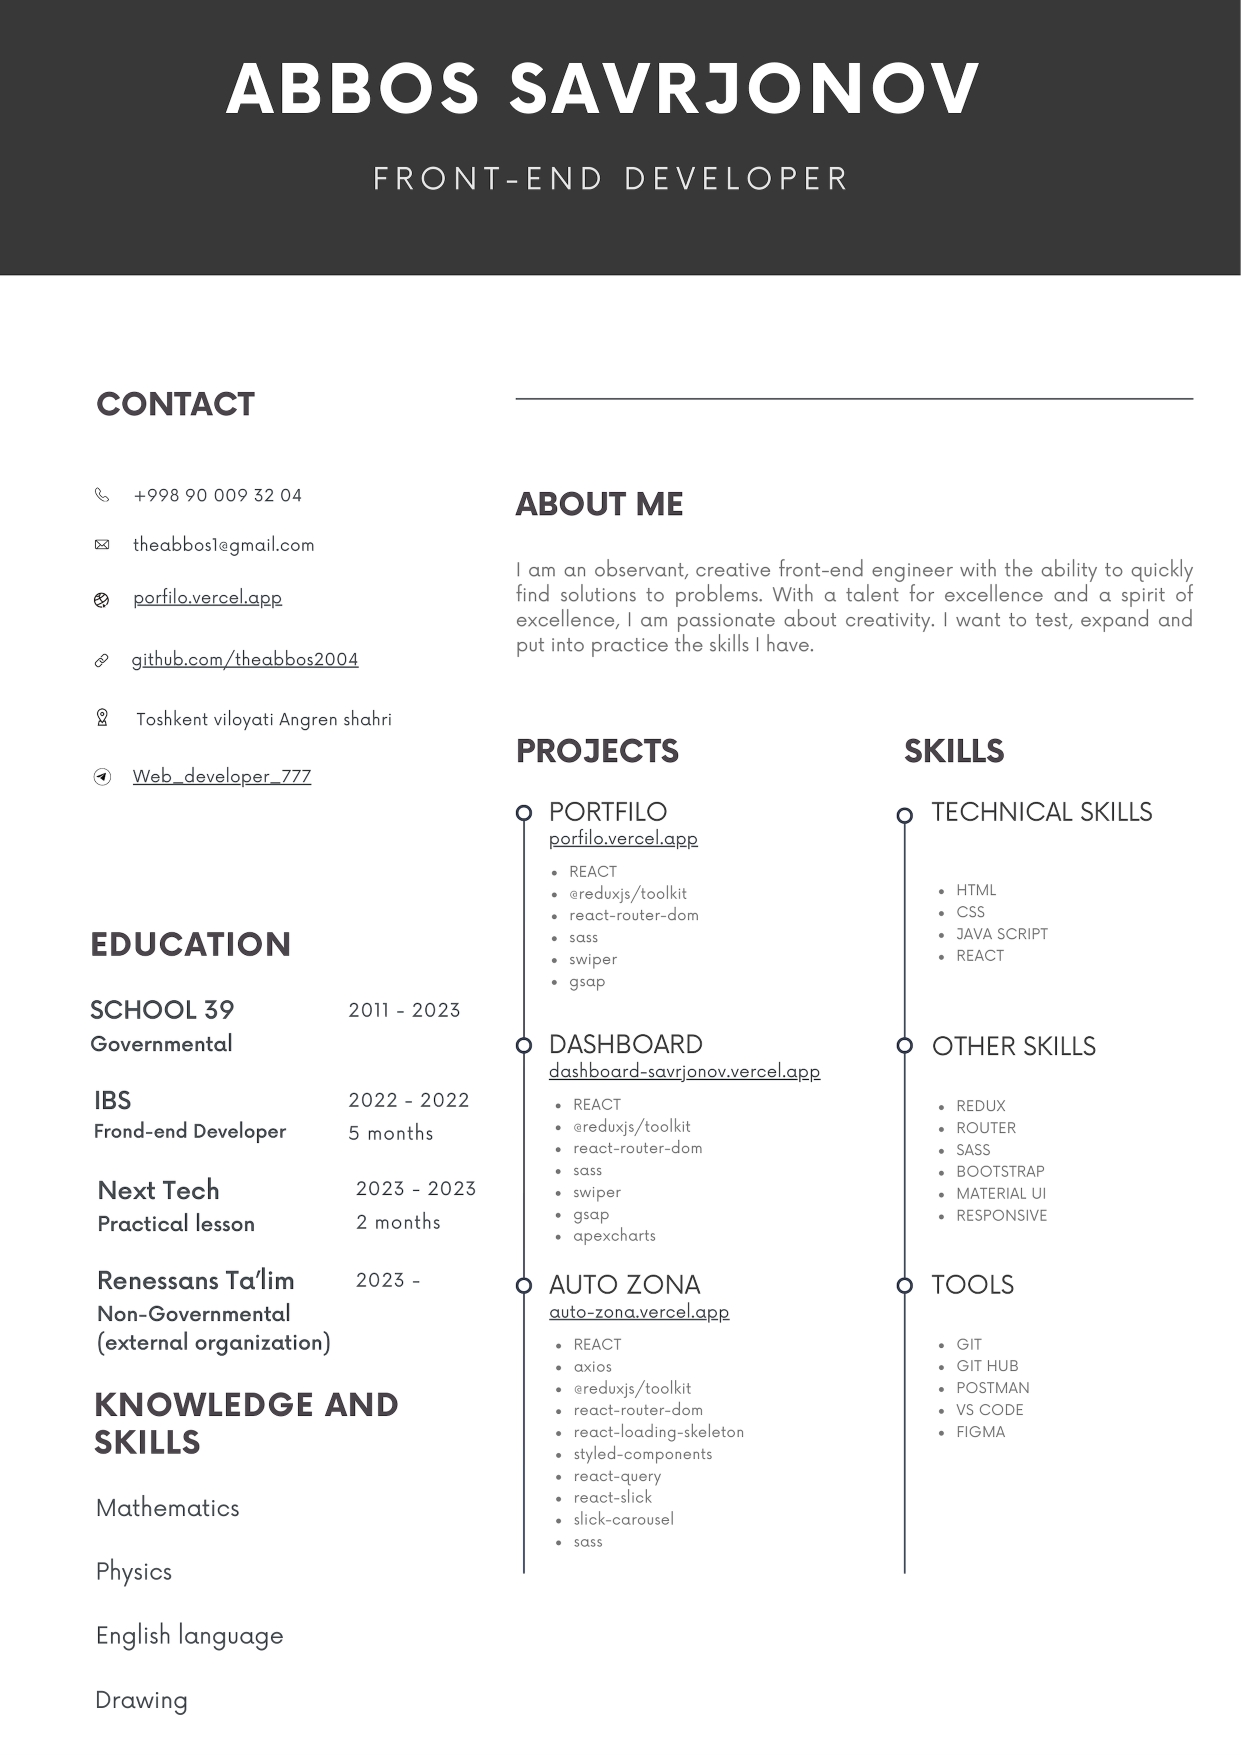 ABBOS SAVRJONOV
FRONT-END DEVELOPER
CONTACT
+998 90 009 32 04
theabbos1@gmail.com
porfilo.vercel.app
github.com/theabbos2004
Toshkent viloyati Angren shahri
Web_developer_777
EDUCATION
SCHOOL 39 2011 - 2023
Governmental
IBS 2022 - 2022
Frond-end Developer 5 months
Next Tech 2023 - 2023
Practical lesson 2 months
Renessans Ta’lim 2023 -
Non-Governmental
(external organization)
KNOWLEDGE AND
SKILLS
Mathematics
Physics
English language
Drawing
ABOUT ME
I am an observant, creative front-end engineer with the ability to quickly
find solutions to problems. With a talent for excellence and a spirit of
excellence, I am passionate about creativity. I want to test, expand and
put into practice the skills I have.
PROJECTS
PORTFILO
porfilo.vercel.app
• REACT
• @reduxjs/toolkit
• react-router-dom
• sass
• swiper
• gsap
DASHBOARD
dashboard-savrjonov.vercel.app
• REACT
• @reduxjs/toolkit
• react-router-dom
• sass
• swiper
• gsap
• apexcharts
AUTO ZONA
auto-zona.vercel.app
• REACT
• axios
• @reduxjs/toolkit
• react-router-dom
• react-loading-skeleton
• styled-components
• react-query
• react-slick
• slick-carousel
• sass
SKILLS
TECHNICAL SKILLS
• HTML
• CSS
• JAVA SCRIPT
• REACT
OTHER SKILLS
• REDUX
• ROUTER
• SASS
• BOOTSTRAP
• MATERIAL UI
• RESPONSIVE
TOOLS
• GIT
• GIT HUB
• POSTMAN
• VS CODE
• FIGMA